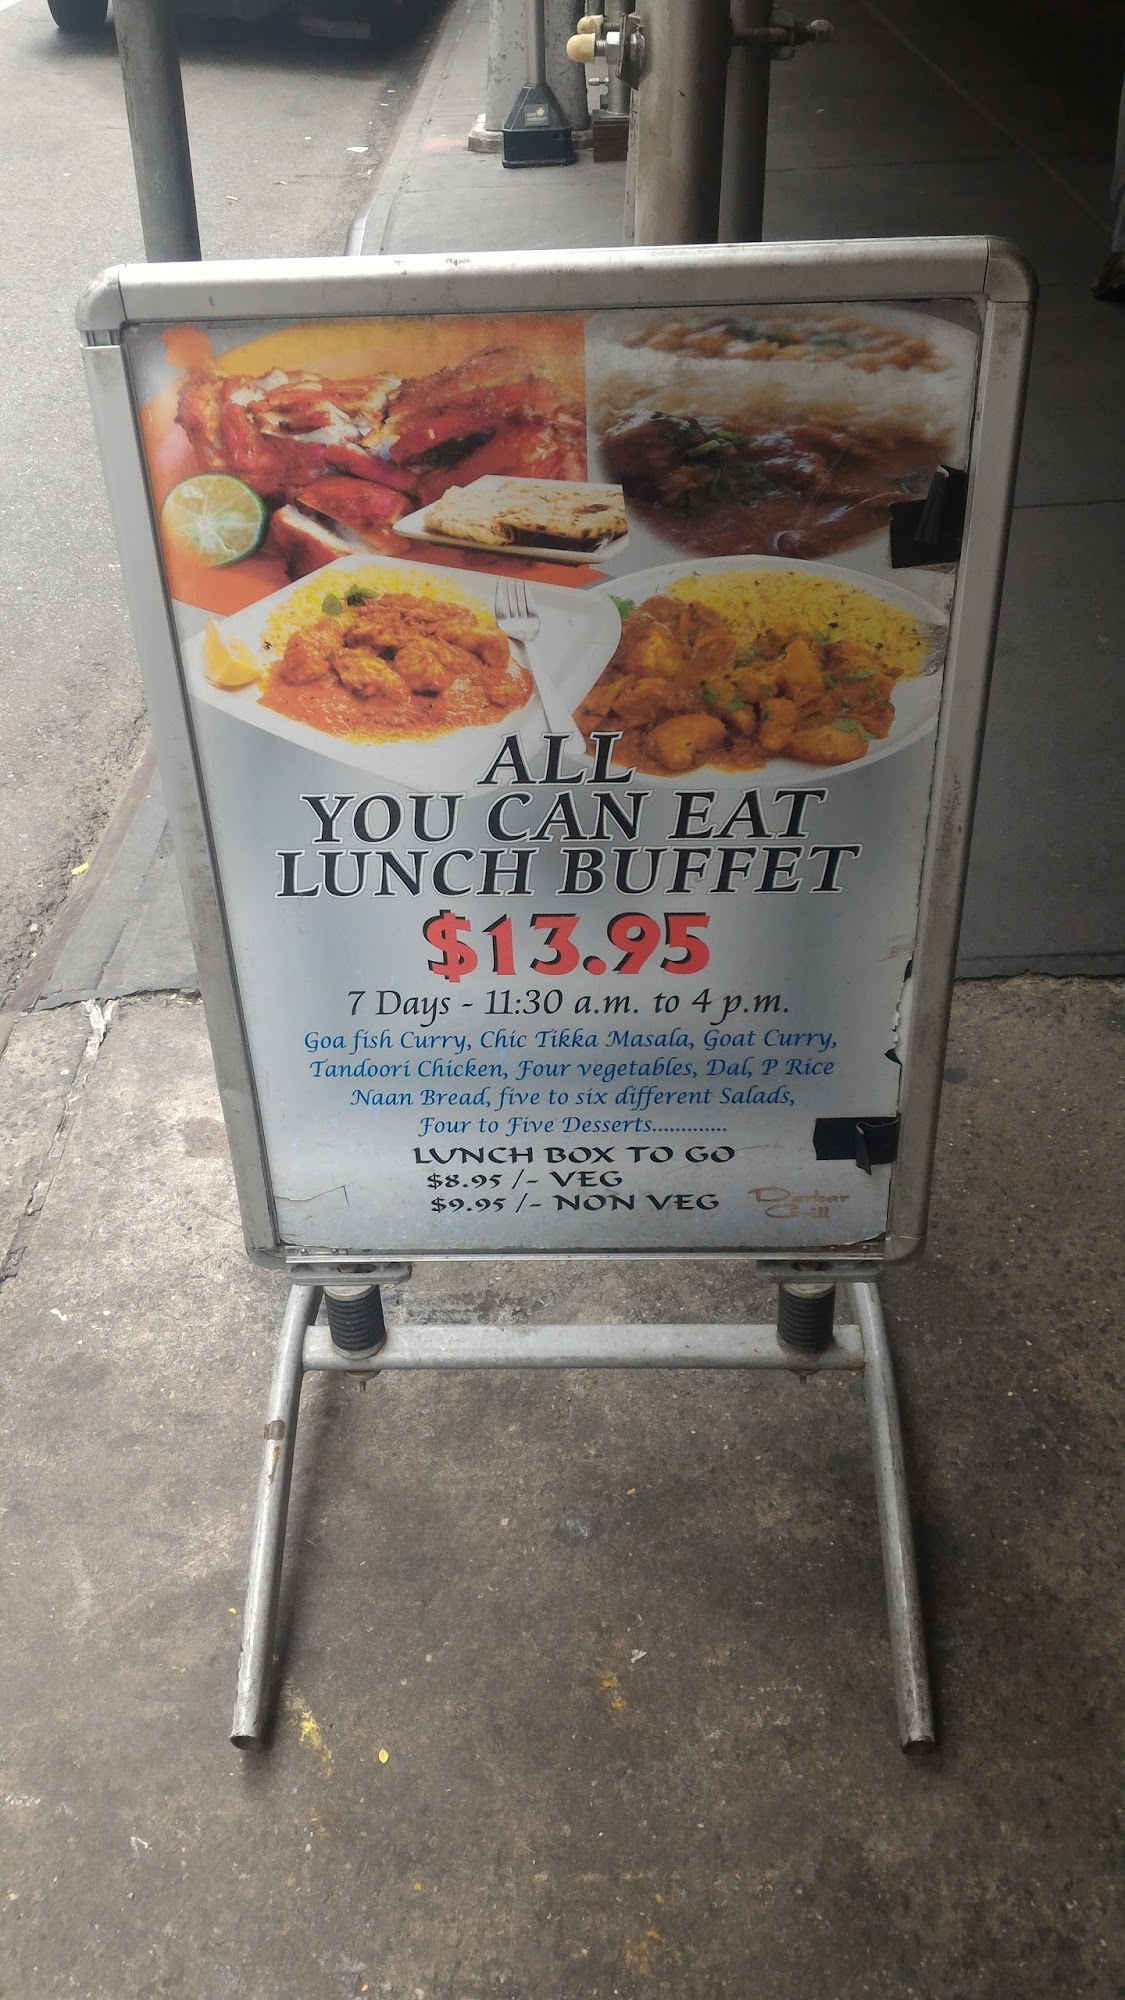 ALL
YOU CAN EAT
LUNCH BUFFET
$13.95
7 Days - 11:30 a.m. to 4 p.m.
Goa fish Curry, Chic Tikka Masala, Goat Curry,
Tandoori Chicken, Four vegetables, Dal, P Rice
Naan Bread, five to six different Salads,
Four to Five Desserts.............
LUNCH BOX TO GO
$8.95 /- VEG
$9.95 /- NON VEG
Darbar
Grill